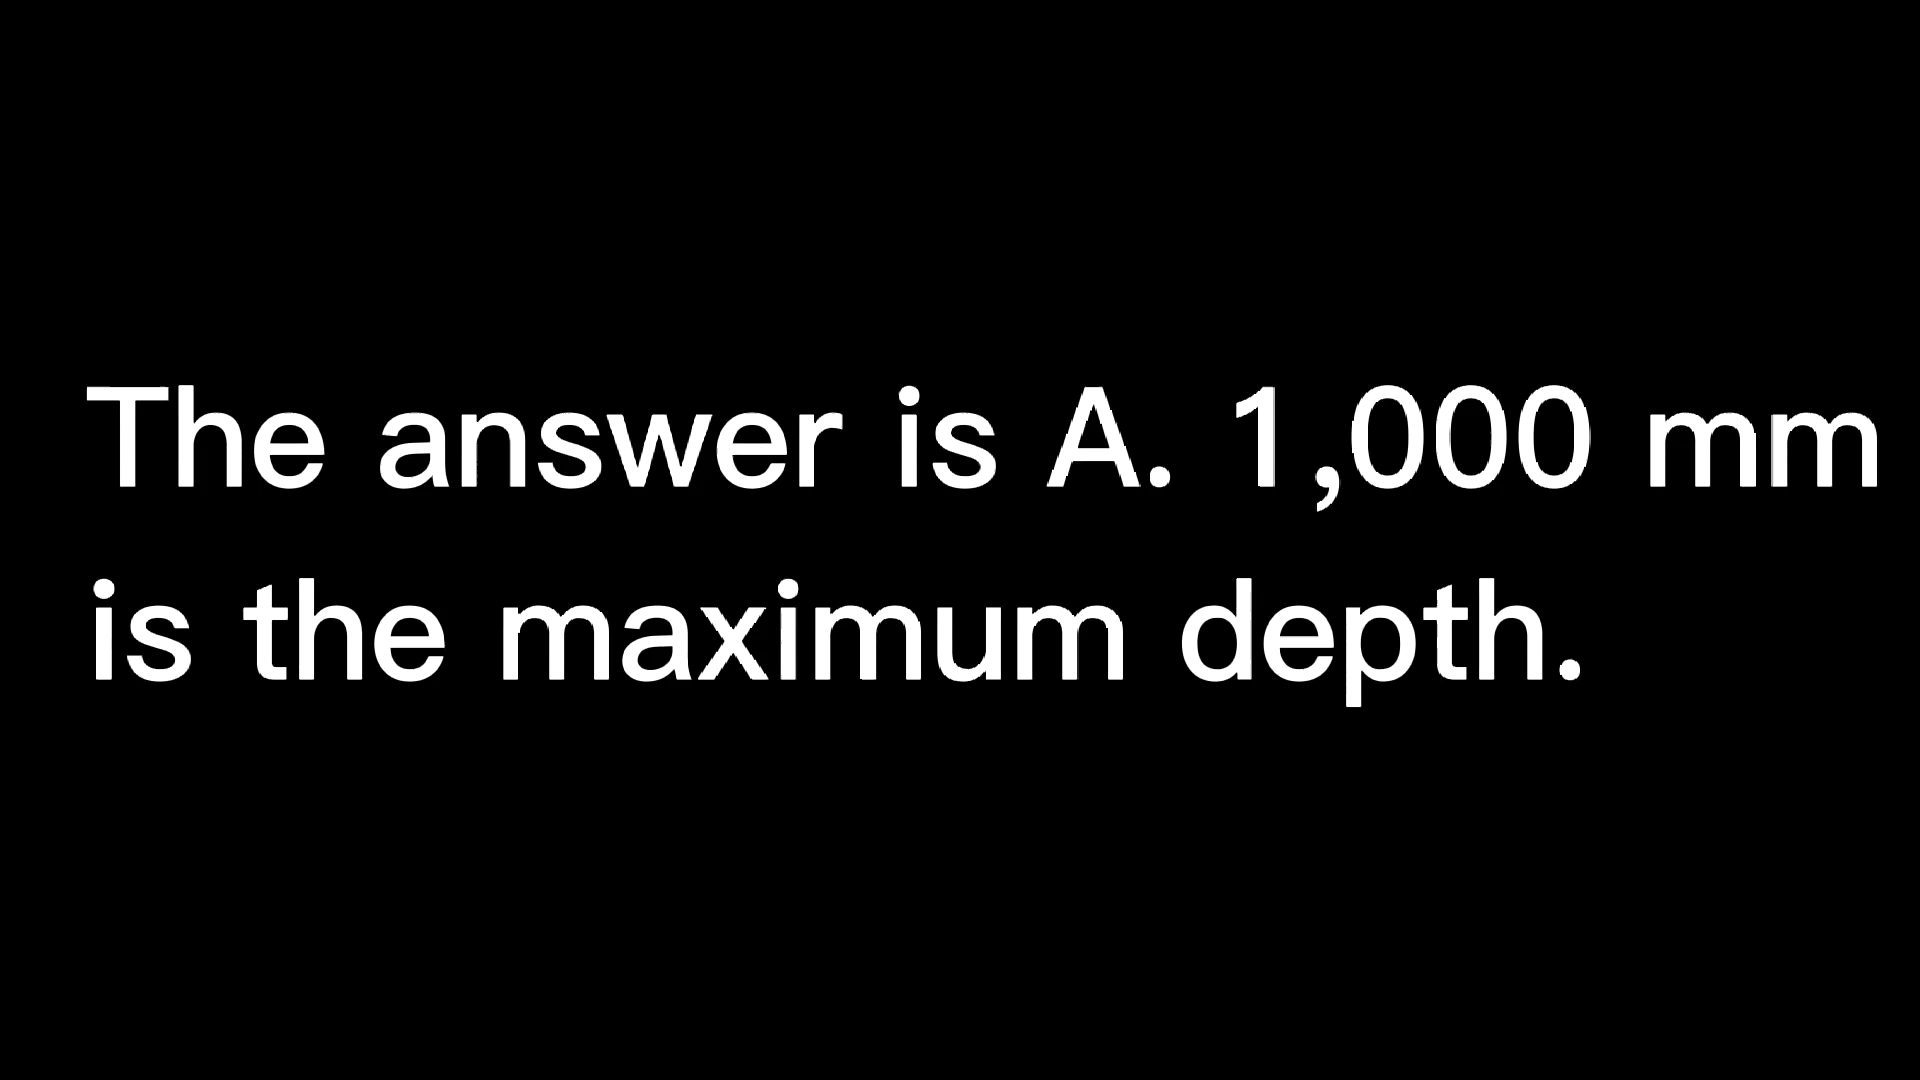 The answer is A. 1,000 mm
is the maximum depth.